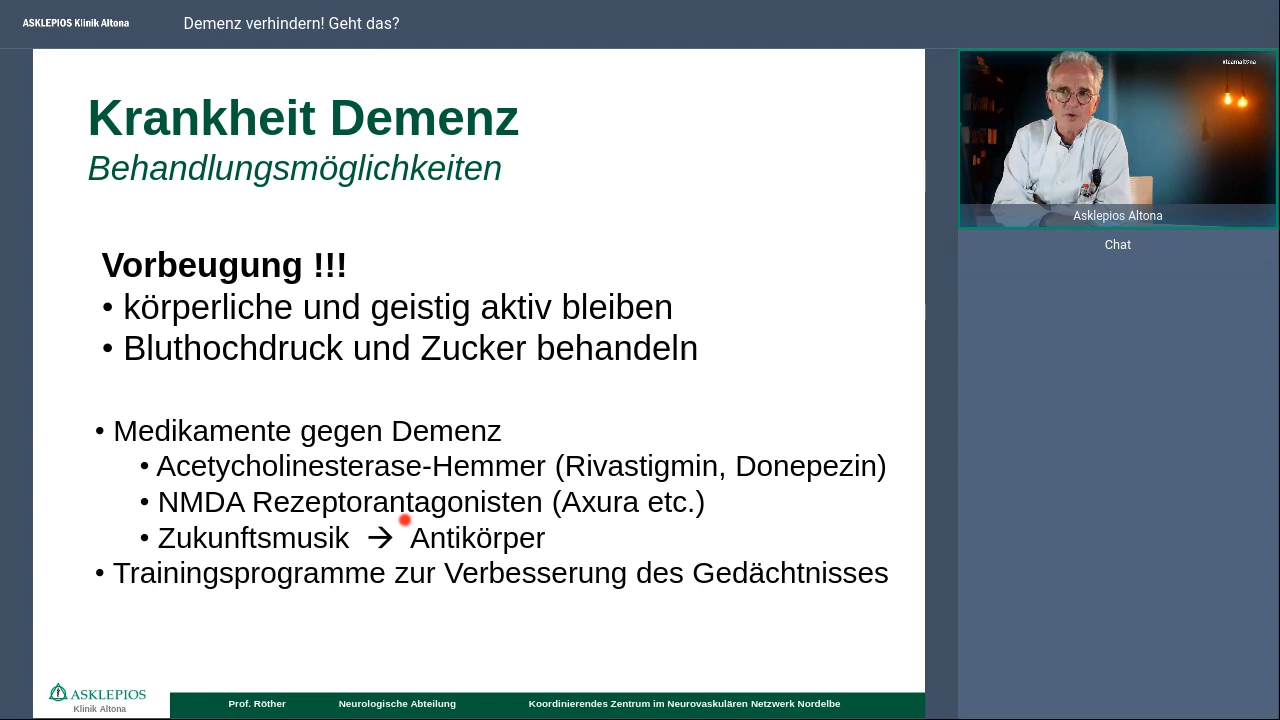 ASKLEPIOS Klinik Altona
Demenz verhindern! Geht das?
Krankheit Demenz
Behandlungsmöglichkeiten
Vorbeugung !!!
• körperliche und geistig aktiv bleiben
• Bluthochdruck und Zucker behandeln
• Medikamente gegen Demenz
• Acetycholinesterase-Hemmer (Rivastigmin, Donepezin)
• NMDA Rezeptorantagonisten (Axura etc.)
• Zukunftsmusik → Antikörper
• Trainingsprogramme zur Verbesserung des Gedächtnisses
ASKLEPIOS
Klinik Altona
Prof. Röther Neurologische Abteilung Koordinierendes Zentrum im Neurovaskulären Netzwerk Nordelbe
#teamaltona
Asklepios Altona
Chat